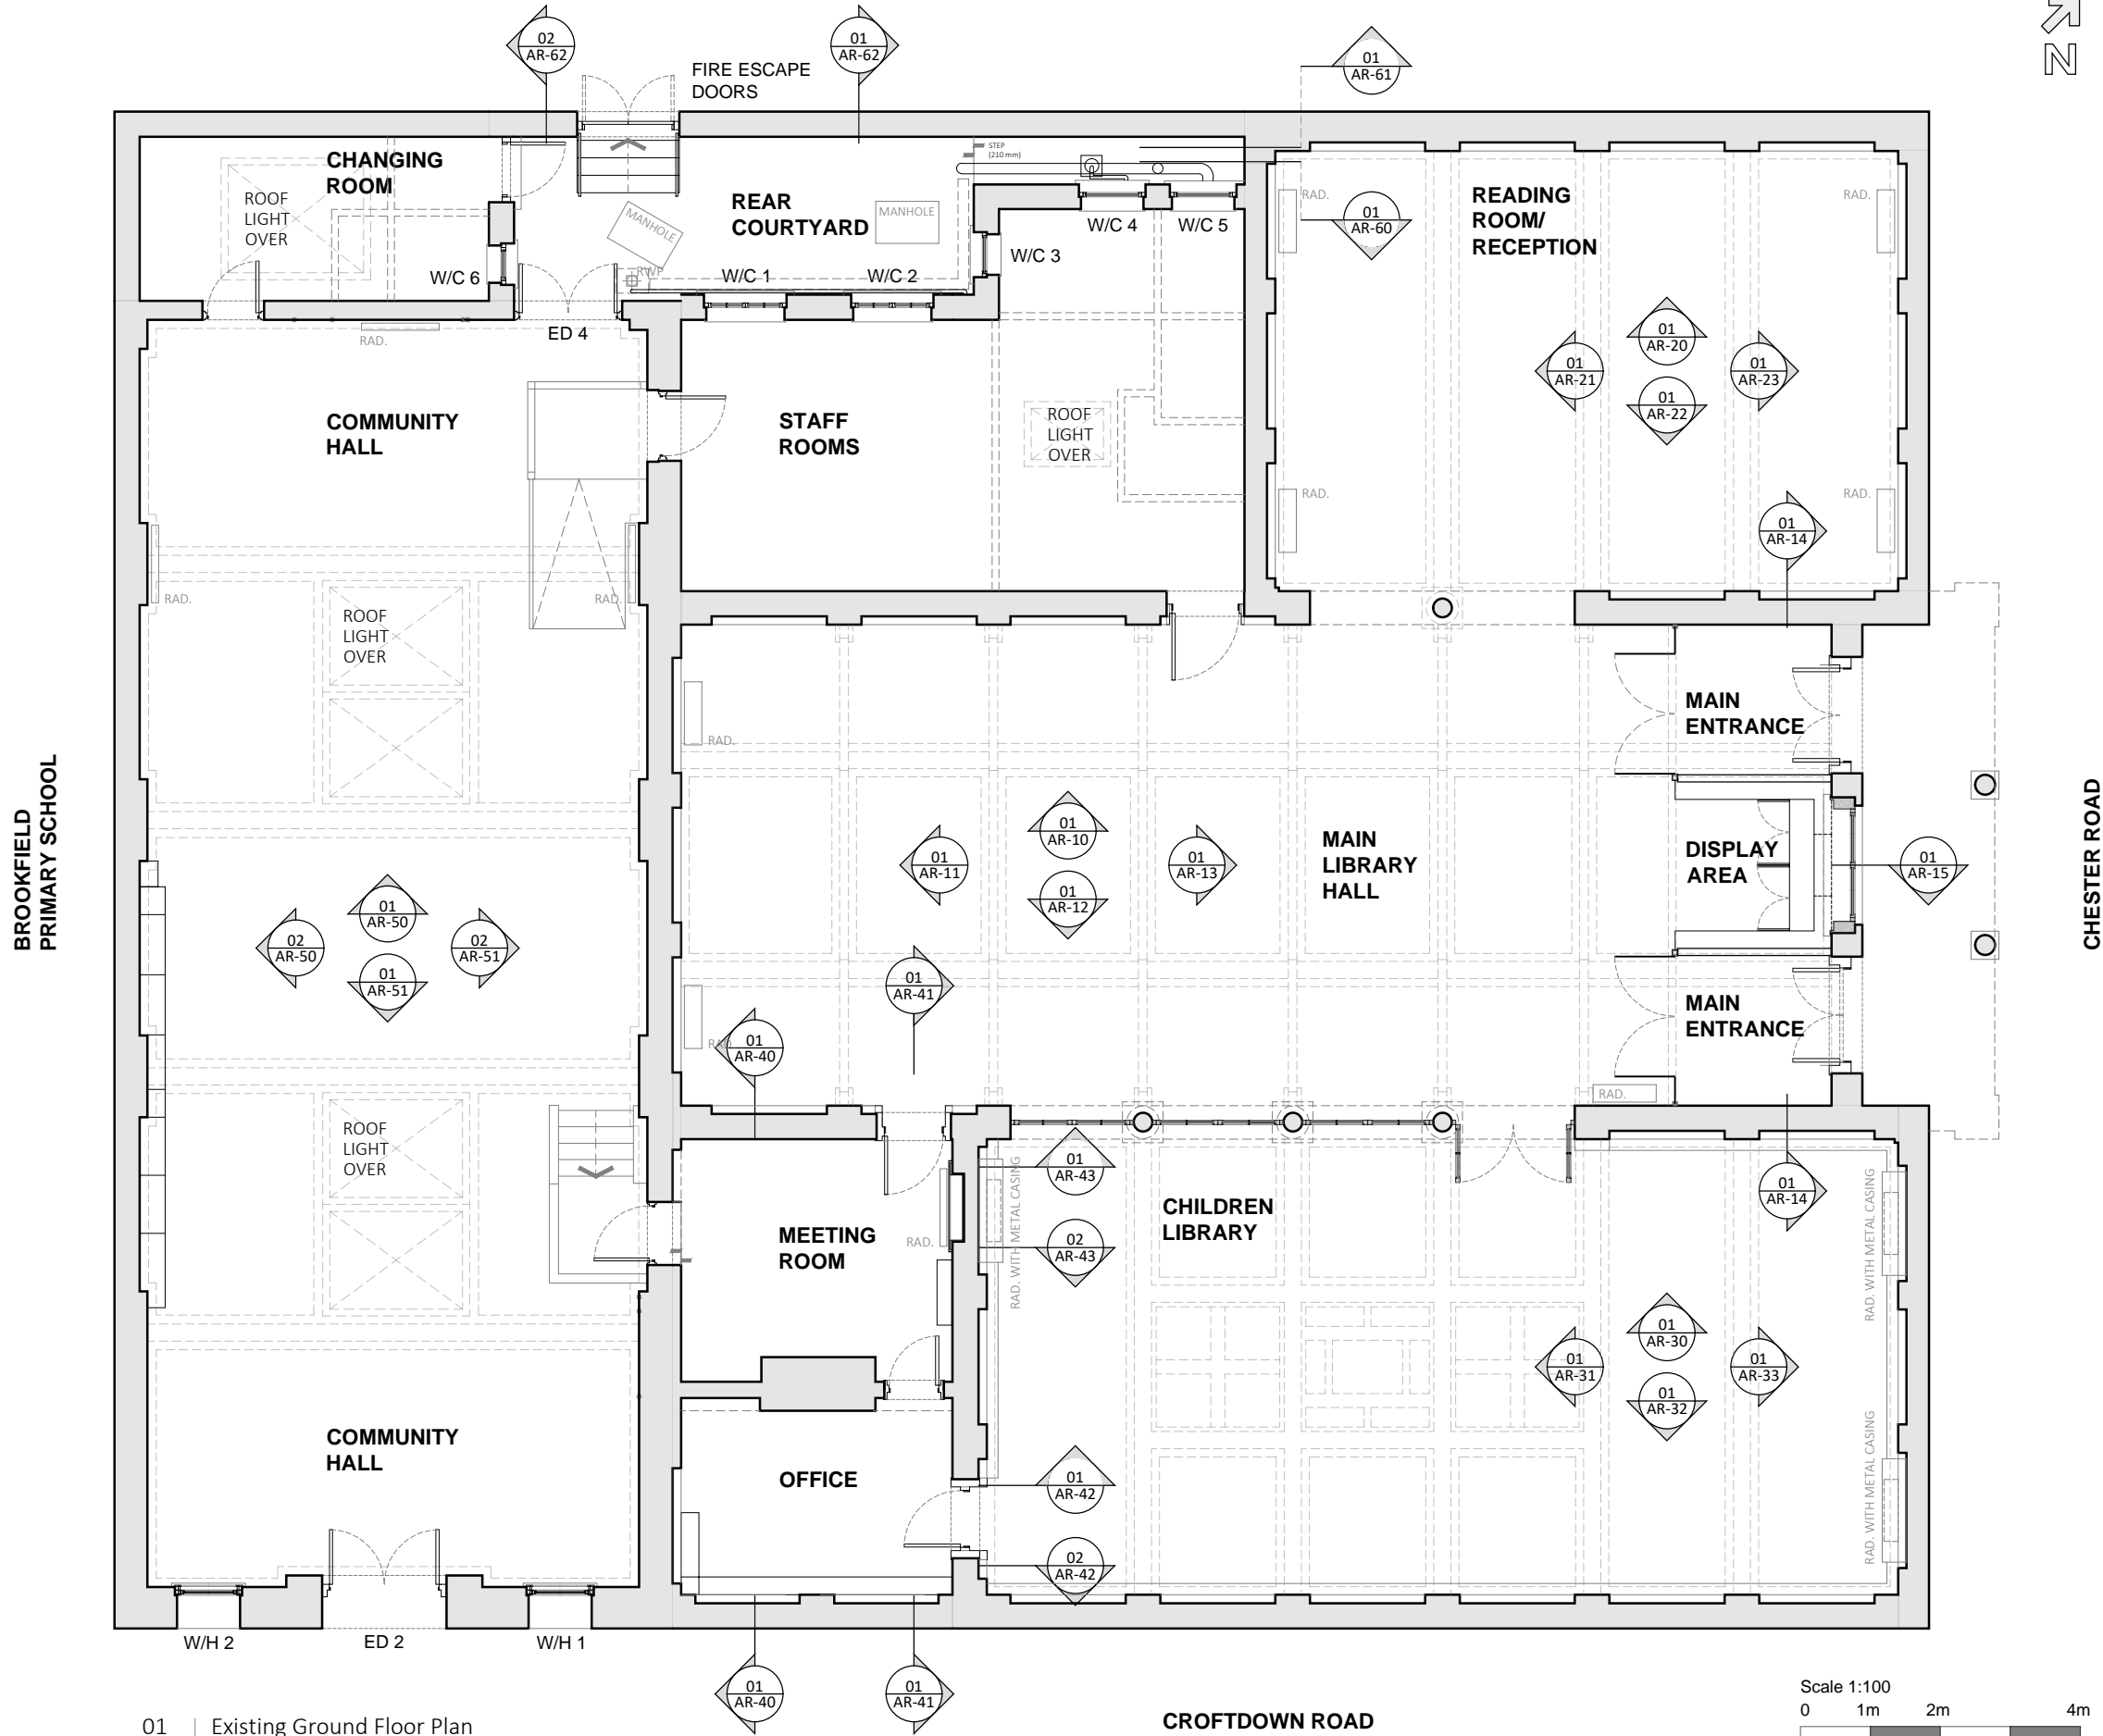 02
AR-62
01
AR-62
FIRE ESCAPE
DOORS
01
AR-61
N
CHANGING
ROOM
ROOF
LIGHT
OVER
STEP
(210 mm)
MANHOLE
REAR
COURTYARD
MANHOLE
W/C 4
W/C 5
RAD.
01
AR-60
READING
ROOM/
RECEPTION
RAD.
W/C 6
RWP
W/C 1
W/C 2
W/C 3
ED 4
RAD.
01
AR-20
01
AR-21
01
AR-23
01
AR-22
COMMUNITY
HALL
STAFF
ROOMS
ROOF
LIGHT
OVER
RAD.
RAD.
01
AR-14
RAD.
RAD.
ROOF
LIGHT
OVER
MAIN
ENTRANCE
RAD.
BROOKFIELD
PRIMARY SCHOOL
CHESTER ROAD
01
AR-10
01
AR-11
01
AR-13
01
AR-12
MAIN
LIBRARY
HALL
DISPLAY
AREA
01
AR-15
01
AR-50
02
AR-50
02
AR-51
01
AR-51
01
AR-41
MAIN
ENTRANCE
RAD.
01
AR-40
RAD.
ROOF
LIGHT
OVER
01
AR-43
RAD. WITH METAL CASING
CHILDREN
LIBRARY
01
AR-14
RAD. WITH METAL CASING
MEETING
ROOM
RAD.
02
AR-43
01
AR-30
01
AR-31
01
AR-33
01
AR-32
COMMUNITY
HALL
OFFICE
01
AR-42
RAD. WITH METAL CASING
02
AR-42
W/H 2
ED 2
W/H 1
01
AR-40
01
AR-41
CROFTDOWN ROAD
Scale 1:100
0 1m 2m 4m
01 | Existing Ground Floor Plan